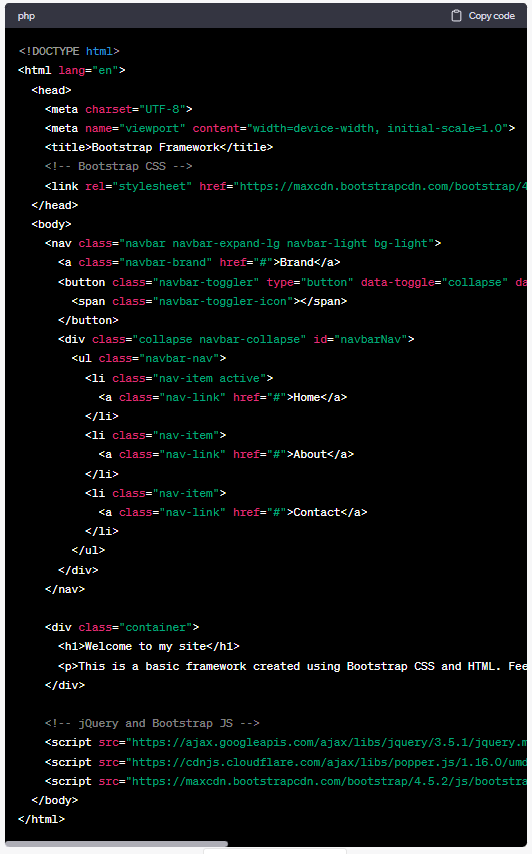 php Copy code
<!DOCTYPE html>
<html lang="en">
<head>
<meta charset="UTF-8">
<meta name="viewport" content="width=device-width, initial-scale=1.0">
<title>Bootstrap Framework</title>
<!-- Bootstrap CSS -->
<link rel="stylesheet" href="https://maxcdn.bootstrapcdn.com/bootstrap/4
</head>
<body>
<nav class="navbar navbar-expand-lg navbar-light bg-light">
<a class="navbar-brand" href="#">Brand</a>
<button class="navbar-toggler" type="button" data-toggle="collapse" da
<span class="navbar-toggler-icon"></span>
</button>
<div class="collapse navbar-collapse" id="navbarNav">
<ul class="navbar-nav">
<li class="nav-item active">
<a class="nav-link" href="#">Home</a>
</li>
<li class="nav-item">
<a class="nav-link" href="#">About</a>
</li>
<li class="nav-item">
<a class="nav-link" href="#">Contact</a>
</li>
</ul>
</div>
</nav>
<div class="container">
<h1>Welcome to my site</h1>
<p>This is a basic framework created using Bootstrap CSS and HTML. Fee
</div>
<!-- jQuery and Bootstrap JS -->
<script src="https://ajax.googleapis.com/ajax/libs/jquery/3.5.1/jquery.m
<script src="https://cdnjs.cloudflare.com/ajax/libs/popper.js/1.16.0/umd
<script src="https://maxcdn.bootstrapcdn.com/bootstrap/4.5.2/js/bootstra
</body>
</html>